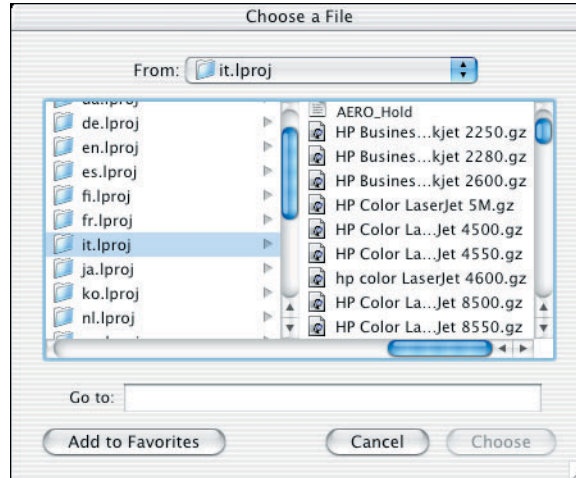 Choose a File
From: it.lproj
de.lproj
en.lproj
es.lproj
fi.lproj
fr.lproj
it.lproj
ja.lproj
ko.lproj
nl.lproj
AERO_Hold
HP Busines...kjet 2250.gz
HP Busines...kjet 2280.gz
HP Busines...kjet 2600.gz
HP Color LaserJet 5M.gz
HP Color La...Jet 4500.gz
HP Color La...Jet 4550.gz
hp color LaserJet 4600.gz
HP Color La...Jet 8500.gz
HP Color La...Jet 8550.gz
Go to:
Add to Favorites
Cancel
Choose